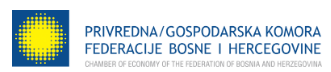 PRIVREDNA/GOSPODARSKA KOMORA
FEDERACIJE BOSNE I HERCEGOVINE
CHAMBER OF ECONOMY OF THE FEDERATION OF BOSNIA AND HERZEGOVINA